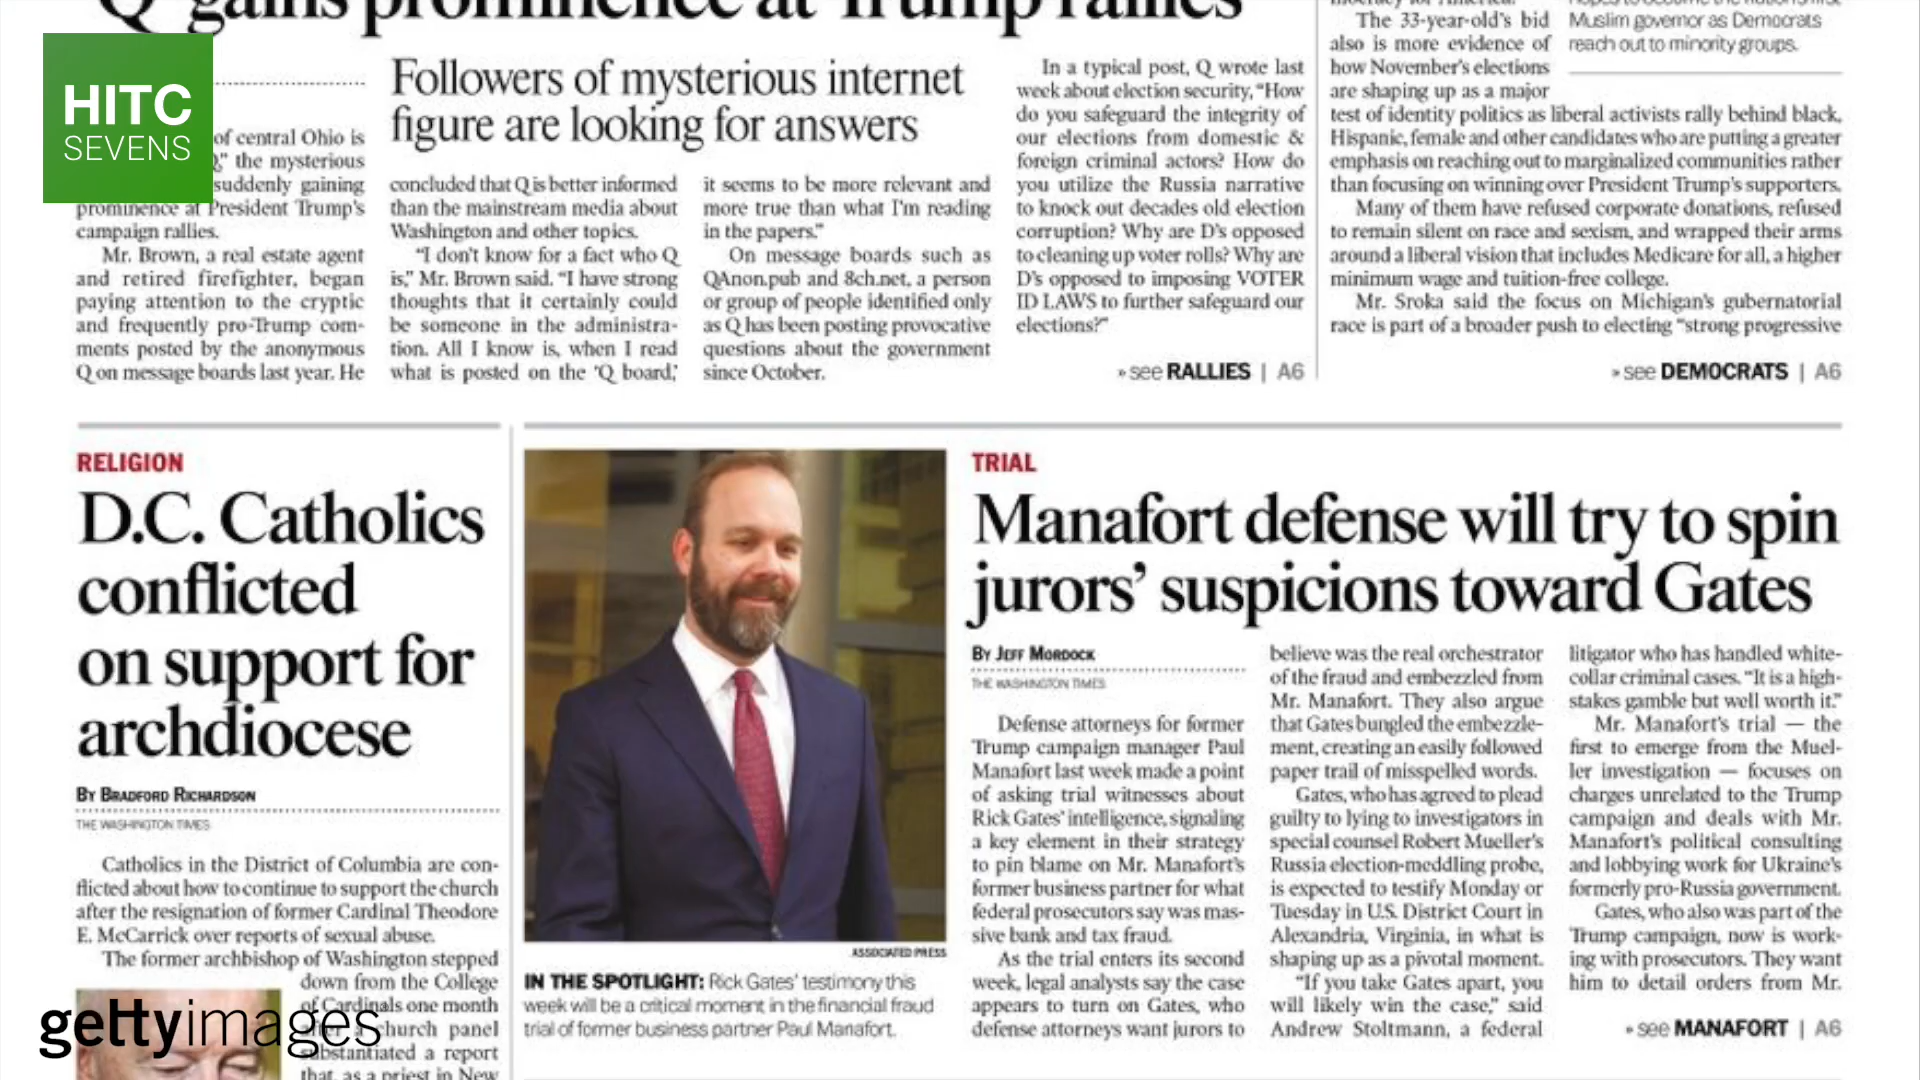 Q gains prominence at Trump rallies
HITC
SEVENS
Followers of mysterious internet
figure are looking for answers
of central Ohio is
the mysterious
suddenly gaining
prominence at President Trump's
campaign rallies.
Mr. Brown, a real estate agent
and retired firefighter, began
paying attention to the cryptic
and frequently pro-Trump com-
ments posted by the anonymous
Q on message boards last year. He
concluded that Q is better informed
than the mainstream media about
Washington and other topics.
“I don't know for a fact who Q
is,” Mr. Brown said. “I have strong
thoughts that it certainly could
be someone in the administra-
tion. All I know is, when I read
what is posted on the ‘Q board,’
it seems to be more relevant and
more true than what I'm reading
in the papers.”
On message boards such as
QAnon.pub and 8ch.net, a person
or group of people identified only
as Q has been posting provocative
questions about the government
since October.
In a typical post, Q wrote last
week about election security, “How
do you safeguard the integrity of
our elections from domestic &
foreign criminal actors? How do
you utilize the Russia narrative
to knock out decades old election
corruption? Why are D's opposed
to cleaning up voter rolls? Why are
D's opposed to imposing VOTER
ID LAWS to further safeguard our
elections?”
» see RALLIES | A6
The 33-year-old's bid
also is more evidence of
how November's elections
are shaping up as a major
test of identity politics as liberal activists rally behind black,
Hispanic, female and other candidates who are putting a greater
emphasis on reaching out to marginalized communities rather
than focusing on winning over President Trump's supporters.
Many of them have refused corporate donations, refused
to remain silent on race and sexism, and wrapped their arms
around a liberal vision that includes Medicare for all, a higher
minimum wage and tuition-free college.
Mr. Sroka said the focus on Michigan's gubernatorial
race is part of a broader push to electing “strong progressive
» see DEMOCRATS | A6
Muslim governor as Democrats
reach out to minority groups.
RELIGION
D.C. Catholics
conflicted
on support for
archdiocese
BY BRADFORD RICHARDSON
THE WASHINGTON TIMES
Catholics in the District of Columbia are con-
flicted about how to continue to support the church
after the resignation of former Cardinal Theodore
E. McCarrick over reports of sexual abuse.
The former archbishop of Washington stepped
down from the College
of Cardinals one month
after a church panel
substantiated a report
that, as a priest in New
gettyimages
ASSOCIATED PRESS
IN THE SPOTLIGHT: Rick Gates' testimony this
week will be a critical moment in the financial fraud
trial of former business partner Paul Manafort.
TRIAL
Manafort defense will try to spin
jurors' suspicions toward Gates
BY JEFF MORDOCK
THE WASHINGTON TIMES
Defense attorneys for former
Trump campaign manager Paul
Manafort last week made a point
of asking trial witnesses about
Rick Gates' intelligence, signaling
a key element in their strategy
to pin blame on Mr. Manafort's
former business partner for what
federal prosecutors say was mas-
sive bank and tax fraud.
As the trial enters its second
week, legal analysts say the case
appears to turn on Gates, who
defense attorneys want jurors to
believe was the real orchestrator
of the fraud and embezzled from
Mr. Manafort. They also argue
that Gates bungled the embezzle-
ment, creating an easily followed
paper trail of misspelled words.
Gates, who has agreed to plead
guilty to lying to investigators in
special counsel Robert Mueller's
Russia election-meddling probe,
is expected to testify Monday or
Tuesday in U.S. District Court in
Alexandria, Virginia, in what is
shaping up as a pivotal moment.
“If you take Gates apart, you
will likely win the case,” said
Andrew Stoltmann, a federal
litigator who has handled white-
collar criminal cases. “It is a high-
stakes gamble but well worth it.”
Mr. Manafort's trial — the
first to emerge from the Muel-
ler investigation — focuses on
charges unrelated to the Trump
campaign and deals with Mr.
Manafort's political consulting
and lobbying work for Ukraine's
formerly pro-Russia government.
Gates, who also was part of the
Trump campaign, now is work-
ing with prosecutors. They want
him to detail orders from Mr.
» see MANAFORT | A6